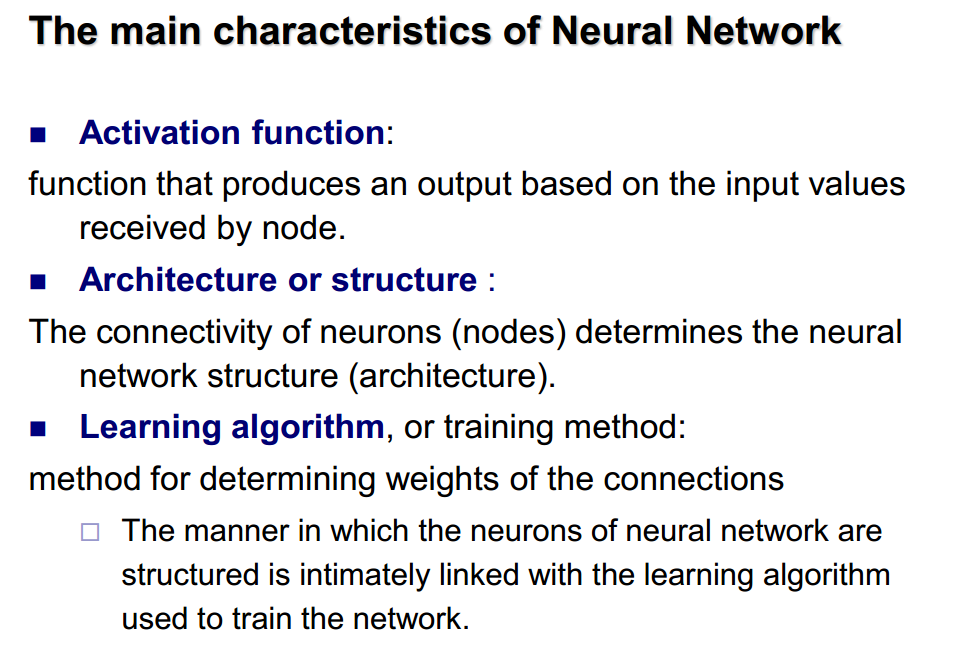 The main characteristics of Neural Network
■ Activation function:
function that produces an output based on the input values
received by node.
■ Architecture or structure :
The connectivity of neurons (nodes) determines the neural
network structure (architecture).
■ Learning algorithm, or training method:
method for determining weights of the connections
□ The manner in which the neurons of neural network are
structured is intimately linked with the learning algorithm
used to train the network.